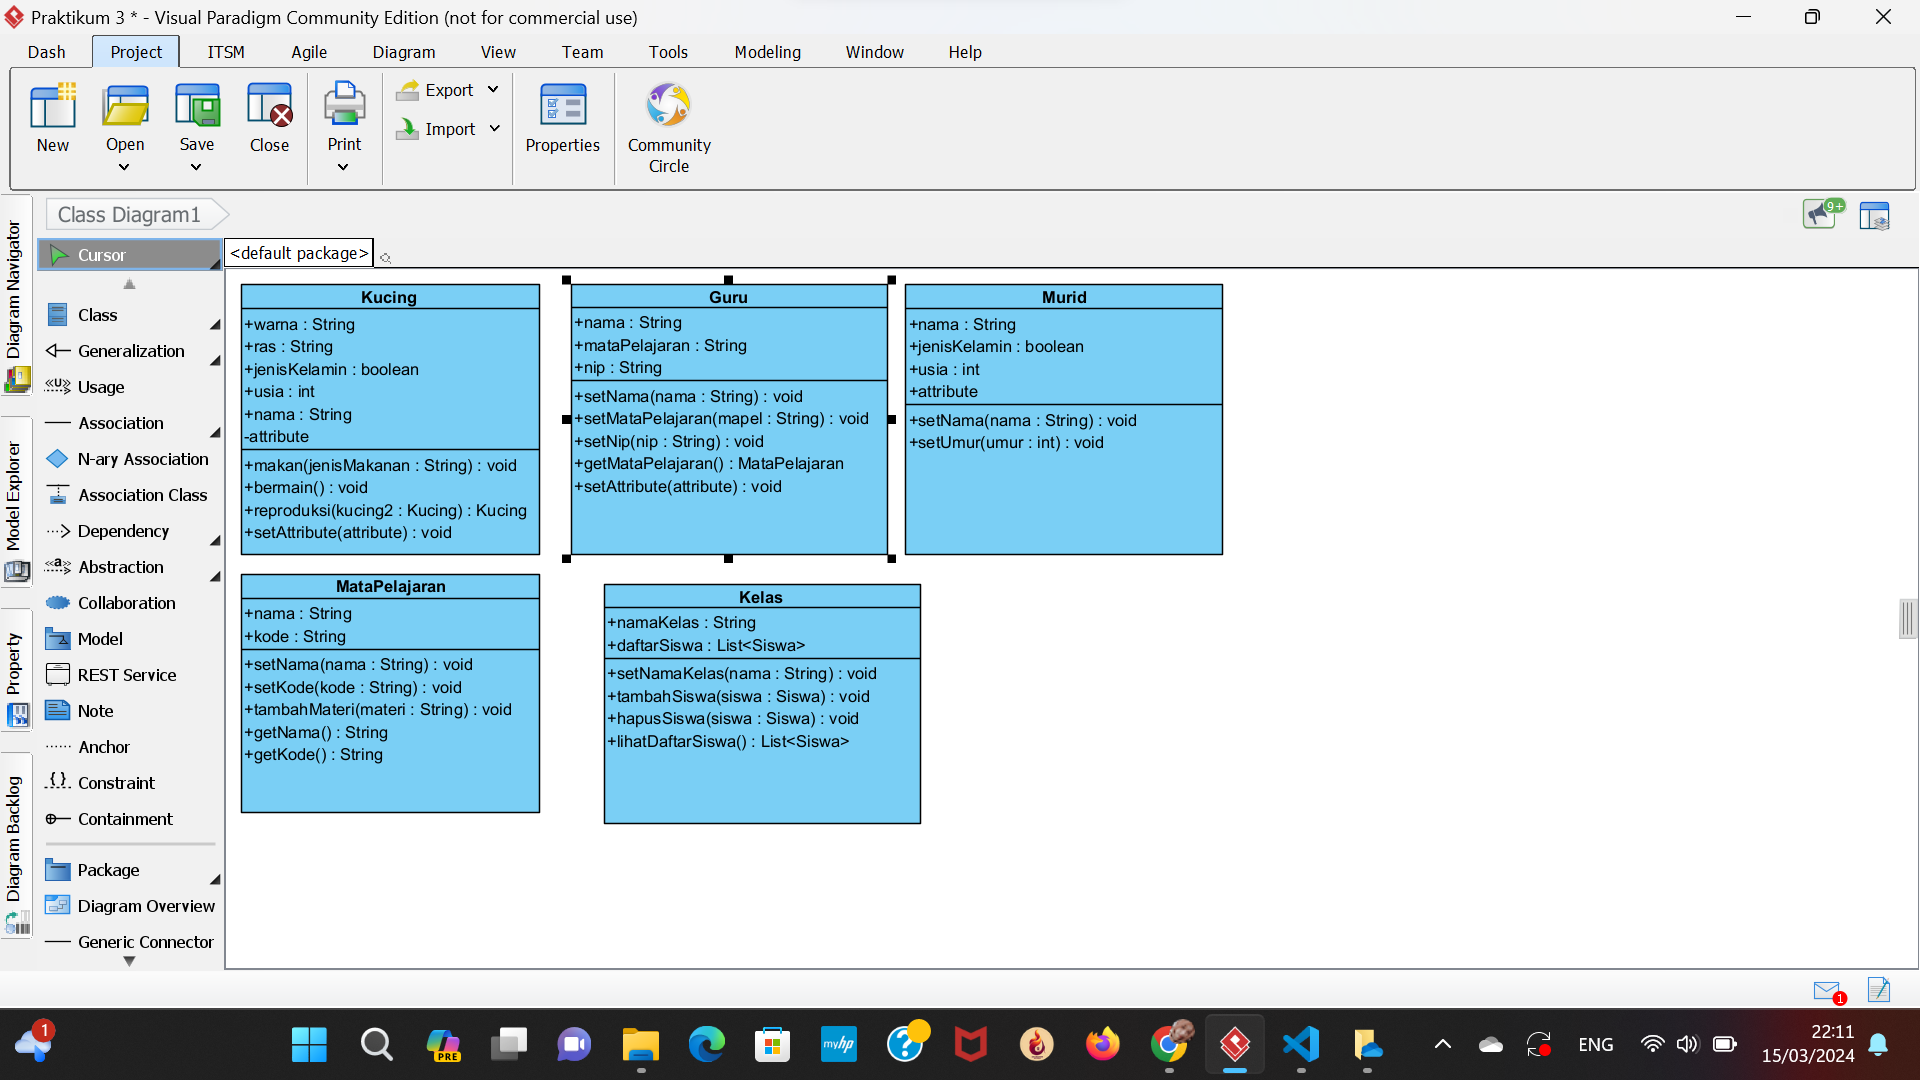 Praktikum 3 * - Visual Paradigm Community Edition (not for commercial use)
Dash Project ITSM Agile Diagram View Team Tools Modeling Window Help
New Open Save Close Print Export Import Properties Community Circle
Class Diagram1
9+
Diagram Navigator
Model Explorer
Property
Diagram Backlog
Cursor
Class
Generalization
<<U>> Usage
Association
N-ary Association
Association Class
Dependency
<<a>> Abstraction
Collaboration
Model
REST Service
Note
Anchor
{} Constraint
Containment
Package
Diagram Overview
Generic Connector
<default package>
Kucing
+warna : String
+ras : String
+jenisKelamin : boolean
+usia : int
+nama : String
-attribute
+makan(jenisMakanan : String) : void
+bermain() : void
+reproduksi(kucing2 : Kucing) : Kucing
+setAttribute(attribute) : void
Guru
+nama : String
+mataPelajaran : String
+nip : String
+setNama(nama : String) : void
+setMataPelajaran(mapel : String) : void
+setNip(nip : String) : void
+getMataPelajaran() : MataPelajaran
+setAttribute(attribute) : void
Murid
+nama : String
+jenisKelamin : boolean
+usia : int
+attribute
+setNama(nama : String) : void
+setUmur(umur : int) : void
MataPelajaran
+nama : String
+kode : String
+setNama(nama : String) : void
+setKode(kode : String) : void
+tambahMateri(materi : String) : void
+getNama() : String
+getKode() : String
Kelas
+namaKelas : String
+daftarSiswa : List<Siswa>
+setNamaKelas(nama : String) : void
+tambahSiswa(siswa : Siswa) : void
+hapusSiswa(siswa : Siswa) : void
+lihatDaftarSiswa() : List<Siswa>
1
1
PRE
myhp
?
ENG
22:11
15/03/2024